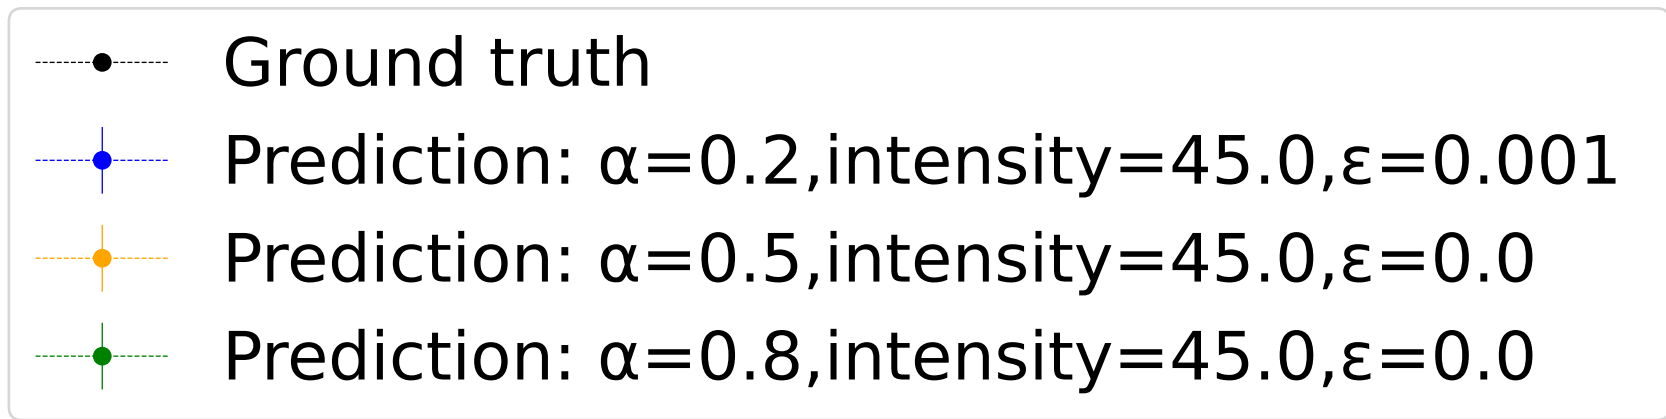 Ground truth
Prediction: α=0.2,intensity=45.0,ε=0.001
Prediction: α=0.5,intensity=45.0,ε=0.0
Prediction: α=0.8,intensity=45.0,ε=0.0